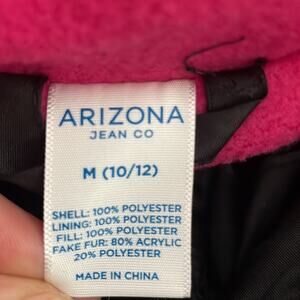 ARIZONA
JEAN CO
M (10/12)
SHELL: 100% POLYESTER
LINING: 100% POLYESTER
FILL: 100% POLYESTER
FAKE FUR: 80% ACRYLIC
20% POLYESTER
MADE IN CHINA